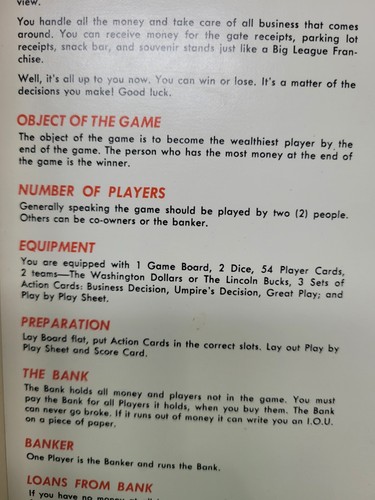 view.
You handle all the money and take care of all business that comes
around. You can receive money for the gate receipts, parking lot
receipts, snack bar, and souvenir stands just like a Big League Fran-
chise.
Well, it's all up to you now. You can win or lose. It's a matter of the
decisions you make! Good luck.
OBJECT OF THE GAME
The object of the game is to become the wealthiest player by the
end of the game. The person who has the most money at the end of
the game is the winner.
NUMBER OF PLAYERS
Generally speaking the game should be played by two (2) people.
Others can be co-owners or the banker.
EQUIPMENT
You are equipped with 1 Game Board, 2 Dice, 54 Player Cards,
2 teams—The Washington Dollars or The Lincoln Bucks, 3 Sets of
Action Cards: Business Decision, Umpire's Decision, Great Play; and
Play by Play Sheet.
PREPARATION
Lay Board flat, put Action Cards in the correct slots. Lay out Play by
Play Sheet and Score Card.
THE BANK
The Bank holds all money and players not in the game. You must
pay the Bank for all Players it holds, when you buy them. The Bank
can never go broke. If it runs out of money it can write you an I.O.U.
on a piece of paper.
BANKER
One Player is the Banker and runs the Bank.
LOANS FROM BANK
If you have no money